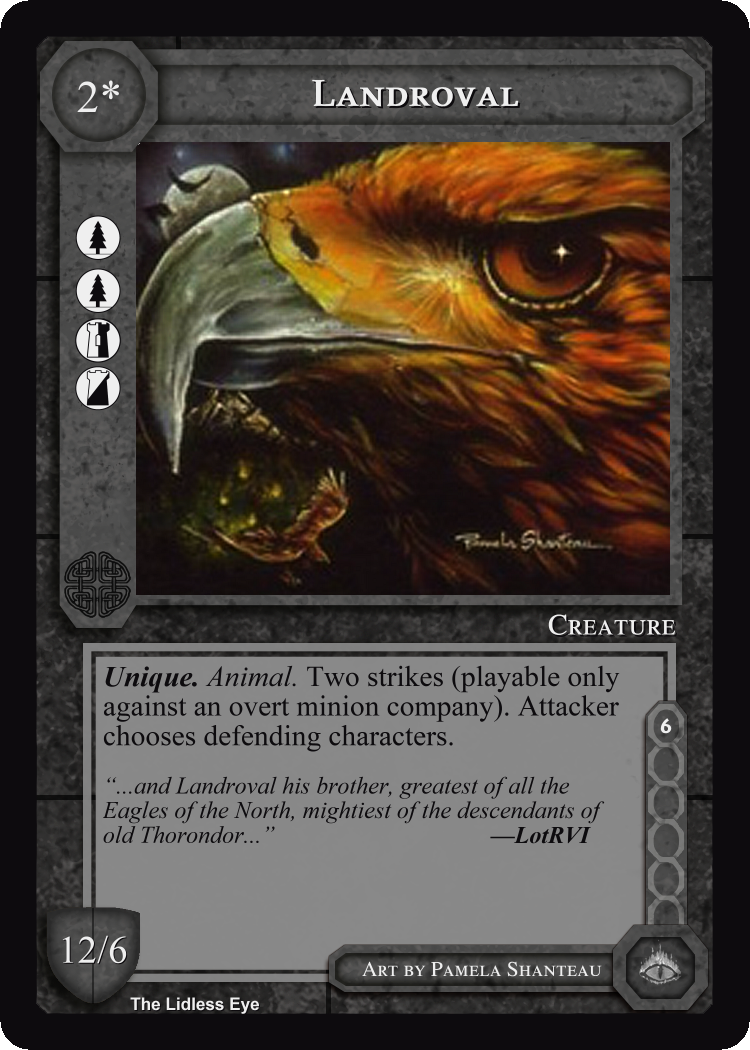 2*
LANDROVAL
Pamela Shanteau
CREATURE
Unique. Animal. Two strikes (playable only
against an overt minion company). Attacker
chooses defending characters.
6
“...and Landroval his brother, greatest of all the
Eagles of the North, mightiest of the descendants of
old Thorondor...” —LotRVI
12/6
ART BY PAMELA SHANTEAU
The Lidless Eye